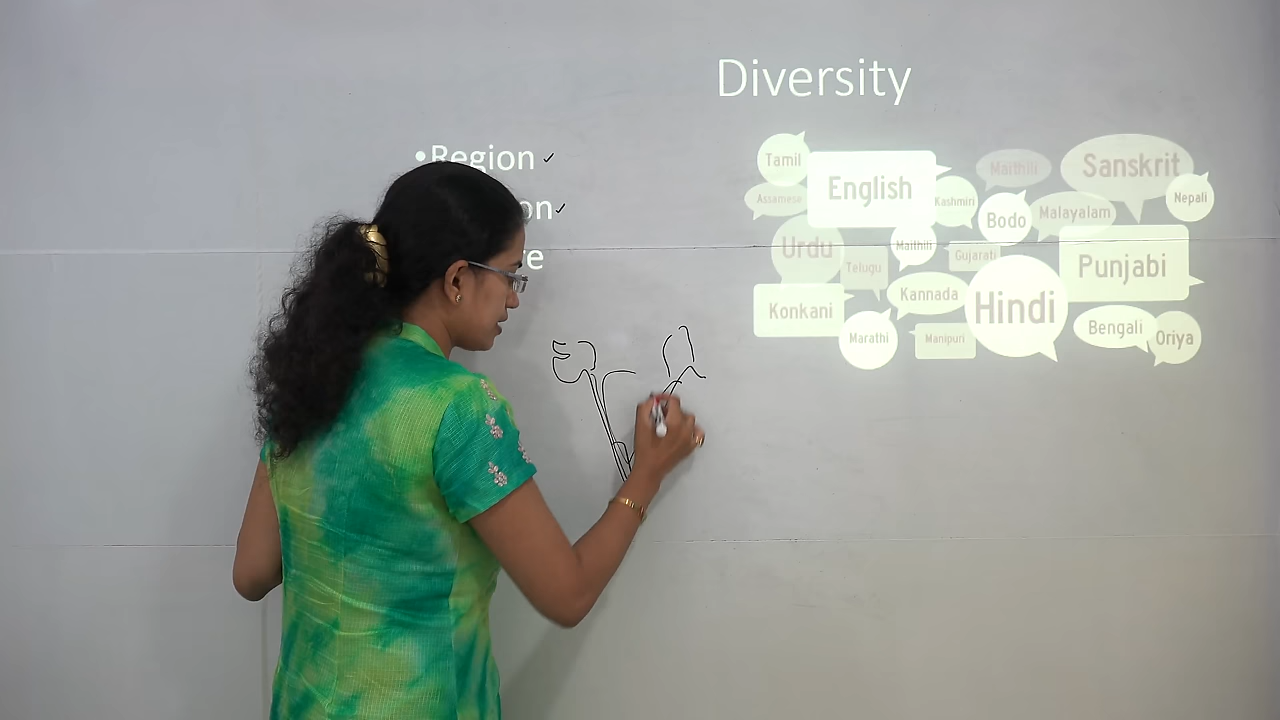 Diversity
•Region ✓
on ✓
re
Tamil
English
Maithili
Sanskrit
Assamese
Kashmiri
Bodo
Malayalam
Nepali
Urdu
Maithili
Telugu
Gujarati
Punjabi
Konkani
Kannada
Hindi
Marathi
Manipuri
Bengali
Oriya